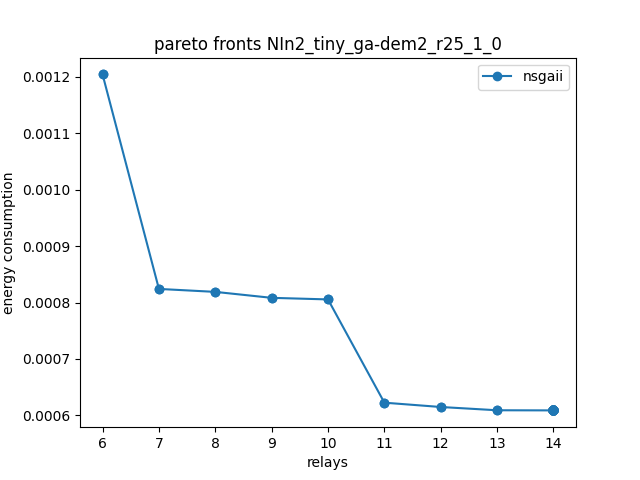 pareto fronts NIn2_tiny_ga-dem2_r25_1_0
nsgaii
0.0012
0.0011
0.0010
0.0009
0.0008
0.0007
0.0006
energy consumption
6 7 8 9 10 11 12 13 14
relays